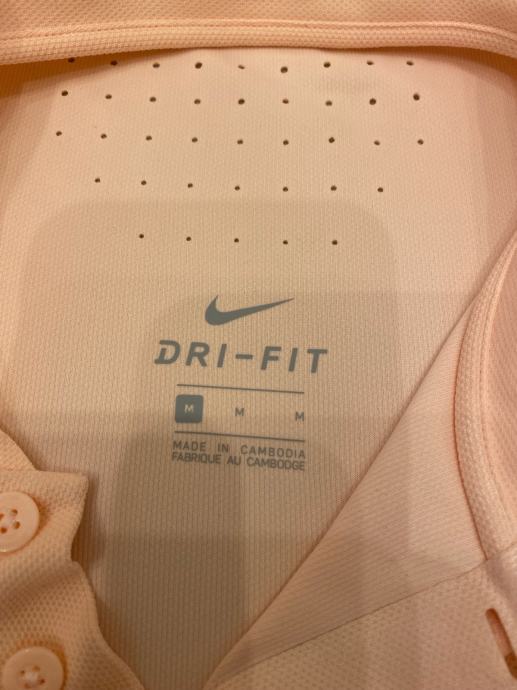 DRI-FIT
M M M
MADE IN CAMBODIA
FABRIQUE AU CAMBODGE